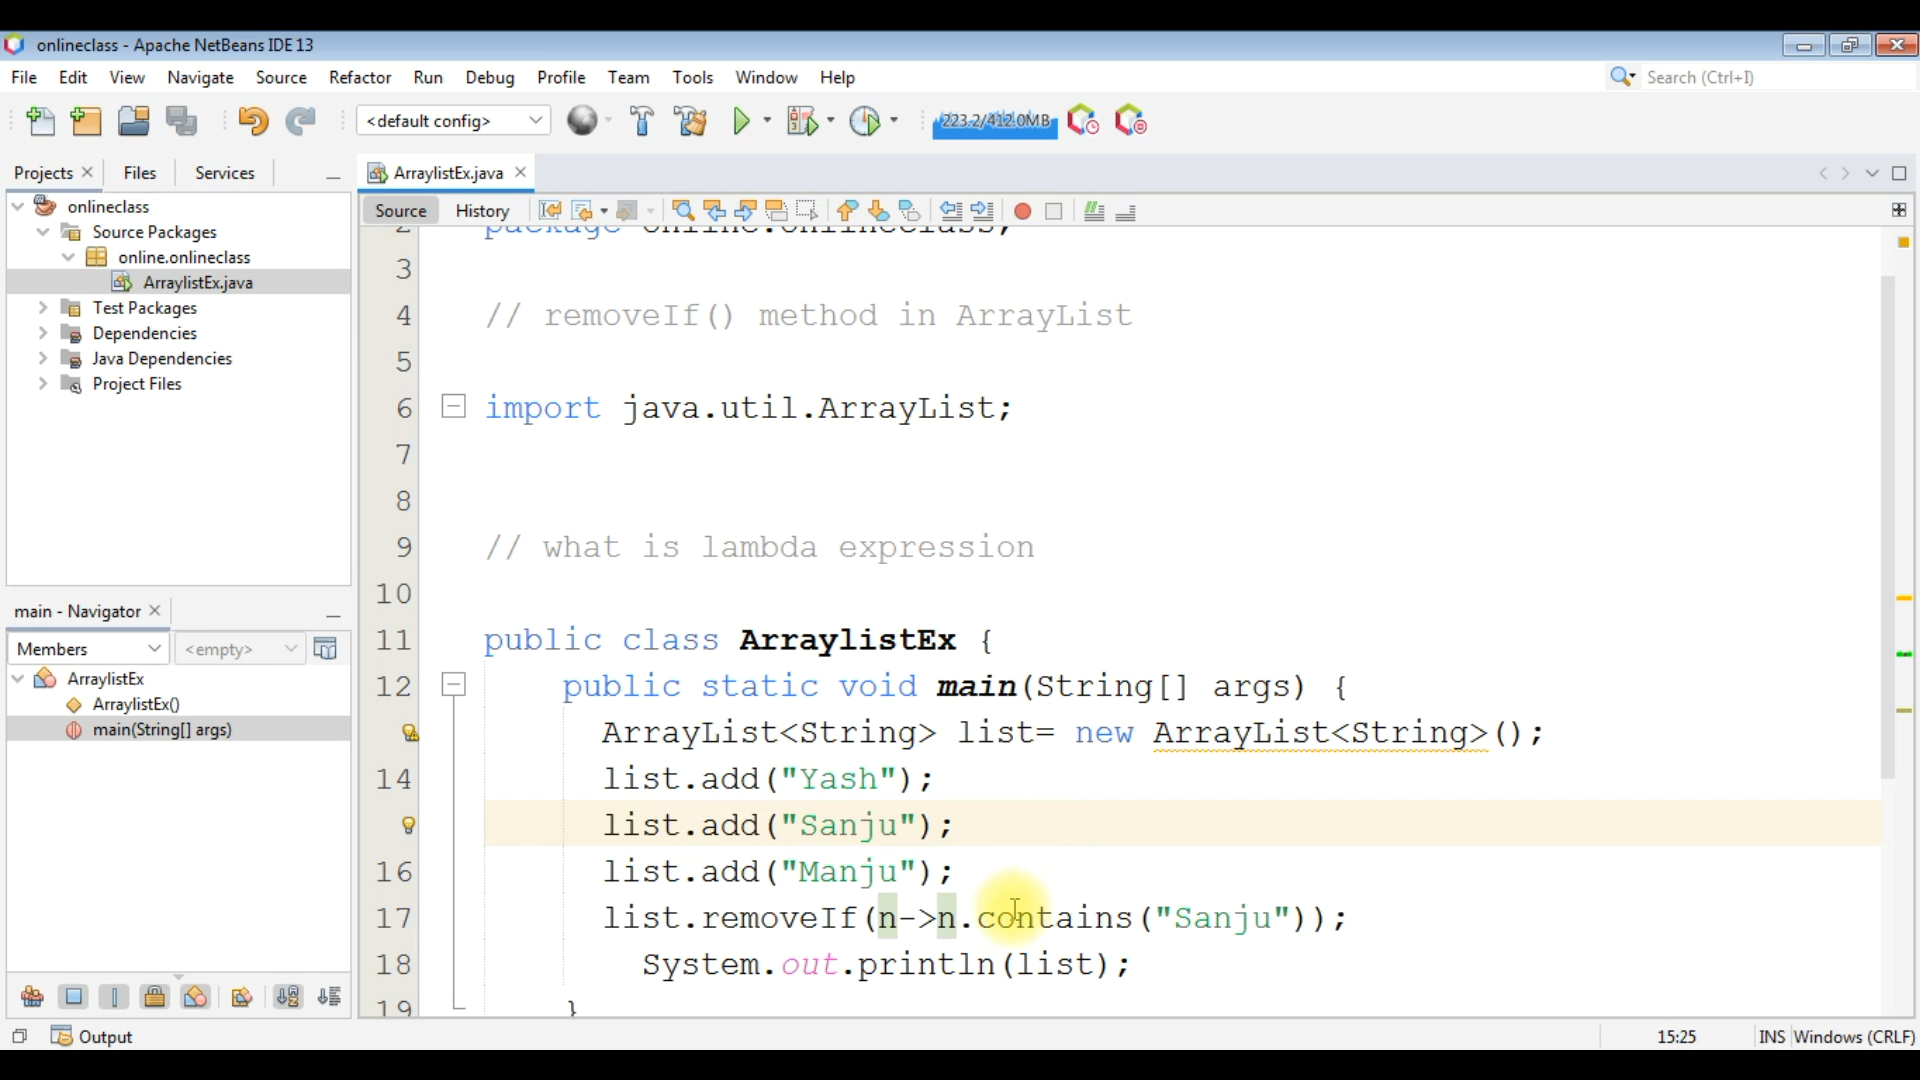 onlineclass - Apache NetBeans IDE 13
File Edit View Navigate Source Refactor Run Debug Profile Team Tools Window Help
Search (Ctrl+I)
<default config>
223.2/412.0MB
Projects Files Services
ArraylistEx.java
Source History
onlineclass
Source Packages
online.onlineclass
ArraylistEx.java
Test Packages
Dependencies
Java Dependencies
Project Files
main - Navigator
Members <empty>
ArraylistEx
ArraylistEx()
main(String[] args)
2 package online.onlineclass;
3
4 // removeIf() method in ArrayList
5
6 import java.util.ArrayList;
7
8
9 // what is lambda expression
10
11 public class ArraylistEx {
12 public static void main(String[] args) {
ArrayList<String> list= new ArrayList<String>();
14 list.add("Yash");
list.add("Sanju");
16 list.add("Manju");
17 list.removeIf(n->n.contains("Sanju"));
18 System.out.println(list);
19 }
Output
15:25 INS Windows (CRLF)